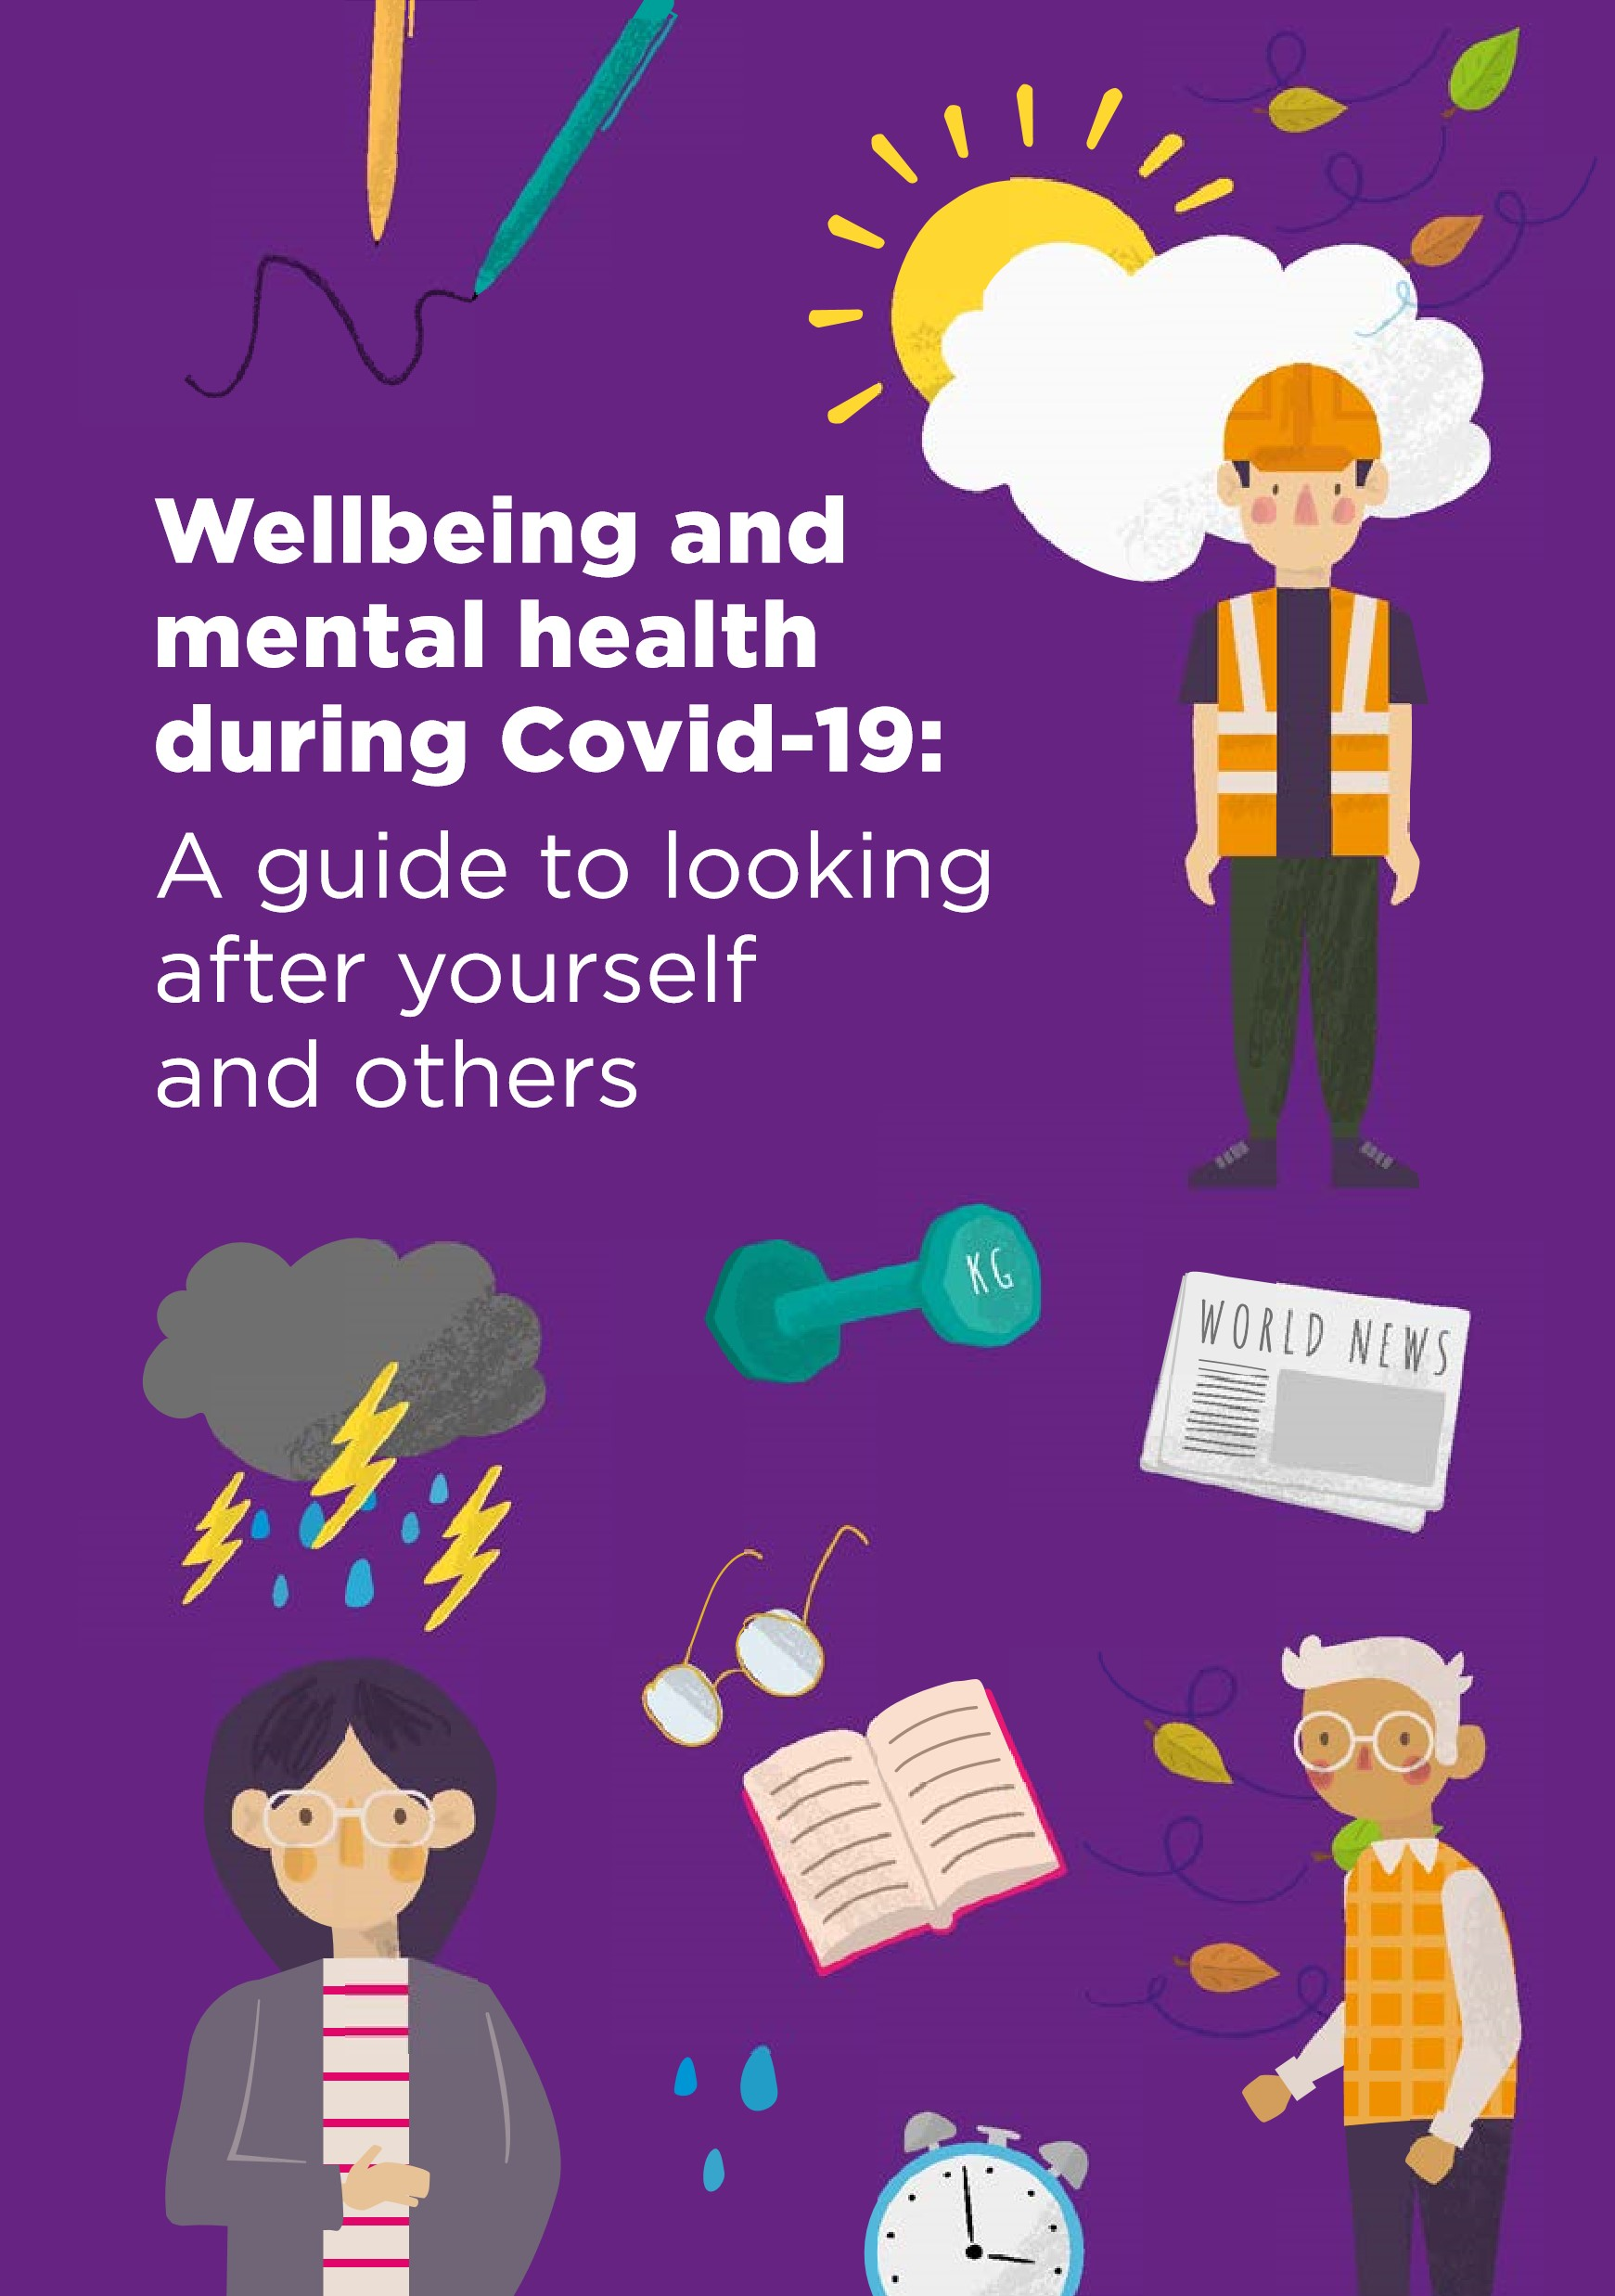 Wellbeing and
mental health
during Covid-19:
A guide to looking
after yourself
and others
KG
WORLD NEWS